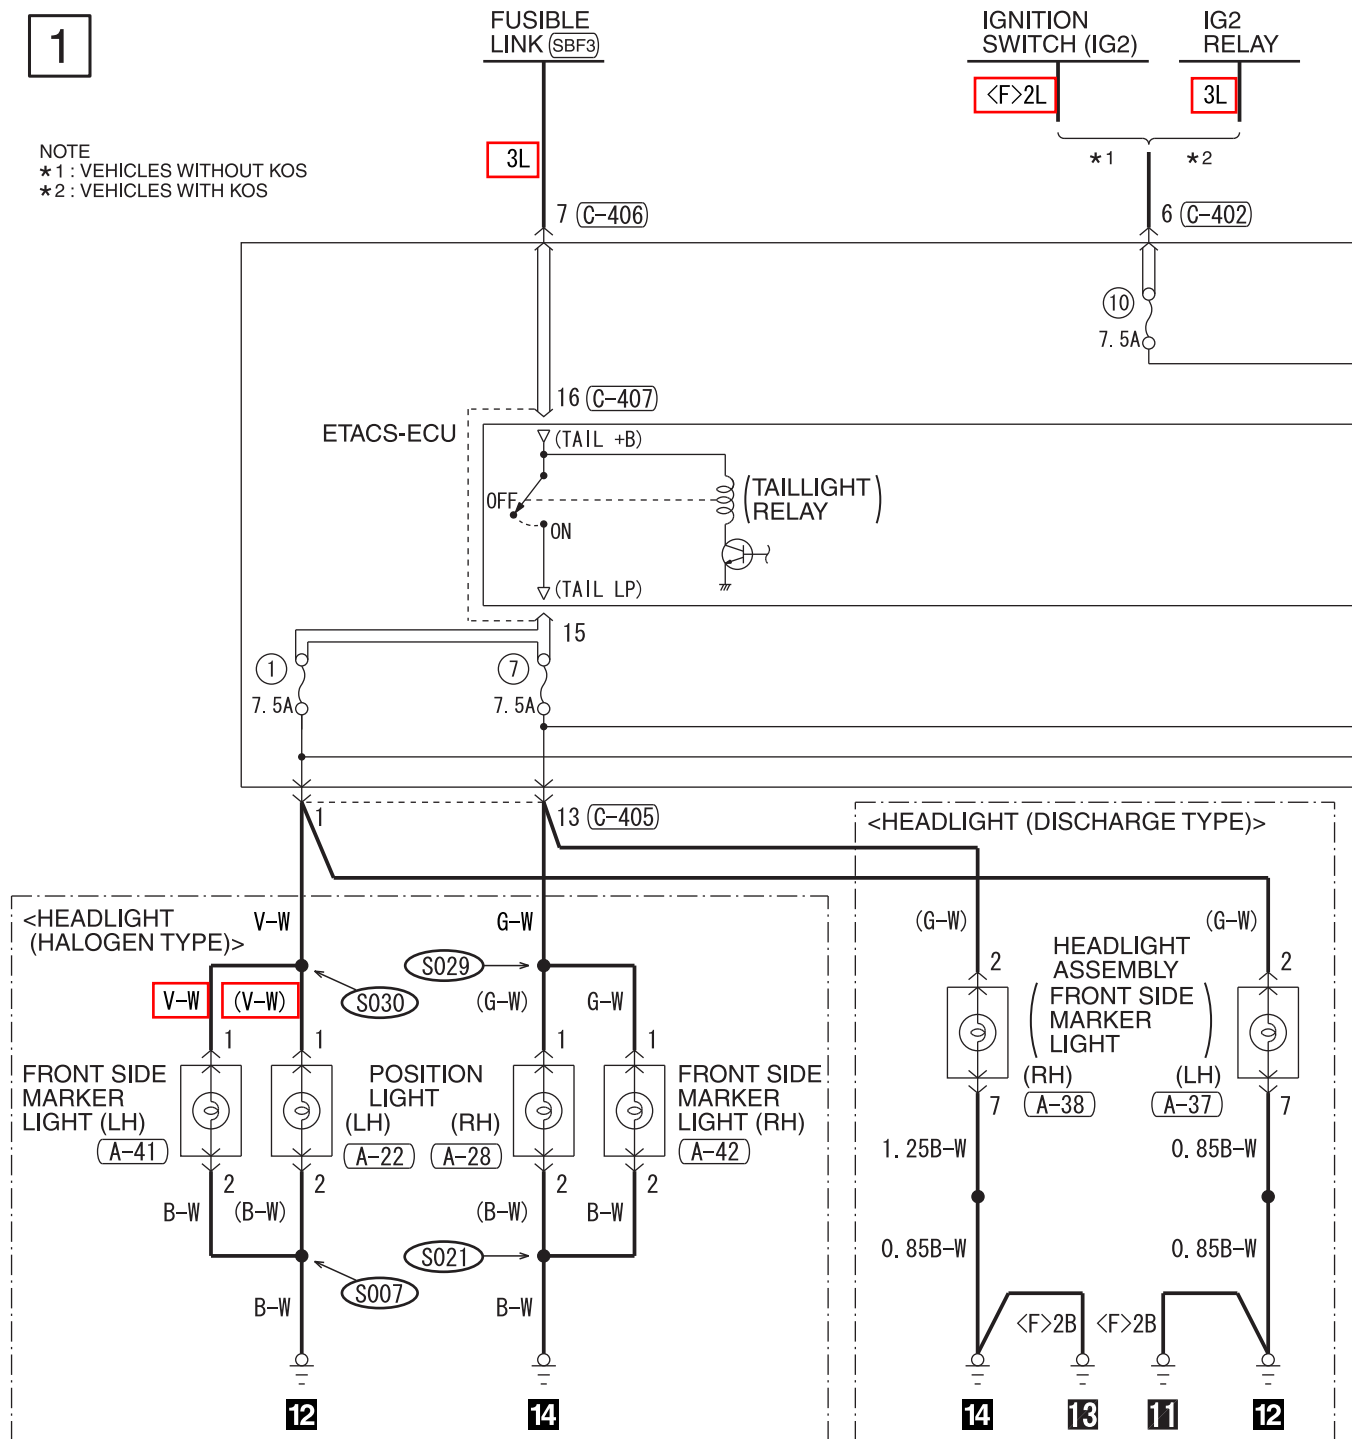 1
FUSIBLE
LINK (SBF3)
IGNITION
SWITCH (IG2)
IG2
RELAY
<F>2L
3L
NOTE
*1 : VEHICLES WITHOUT KOS
*2 : VEHICLES WITH KOS
3L
*1
*2
7 (C-406)
6 (C-402)
10
7.5A
16 (C-407)
ETACS-ECU
(TAIL +B)
OFF
ON
(TAILLIGHT
RELAY)
(TAIL LP)
15
1
7.5A
7
7.5A
1
13 (C-405)
<HEADLIGHT (DISCHARGE TYPE)>
<HEADLIGHT
(HALOGEN TYPE)>
V-W
G-W
(G-W)
(G-W)
S029
S030
V-W
(V-W)
(G-W)
G-W
2
HEADLIGHT
ASSEMBLY
(FRONT SIDE
MARKER
LIGHT)
2
1
1
1
1
FRONT SIDE
MARKER
LIGHT (LH)
A-41
POSITION
LIGHT
(LH)
(RH)
A-22
A-28
FRONT SIDE
MARKER
LIGHT (RH)
A-42
(RH)
A-38
(LH)
A-37
7
7
2
2
2
2
1.25B-W
0.85B-W
B-W
(B-W)
(B-W)
B-W
S021
S007
0.85B-W
0.85B-W
B-W
B-W
<F>2B
<F>2B
12
14
14
13
11
12